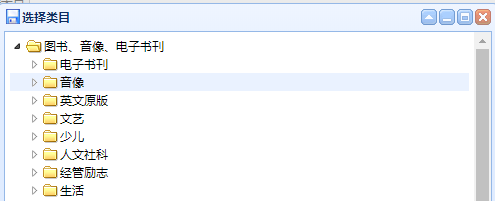 选择类目
图书、音像、电子书刊
电子书刊
音像
英文原版
文艺
少儿
人文社科
经管励志
生活